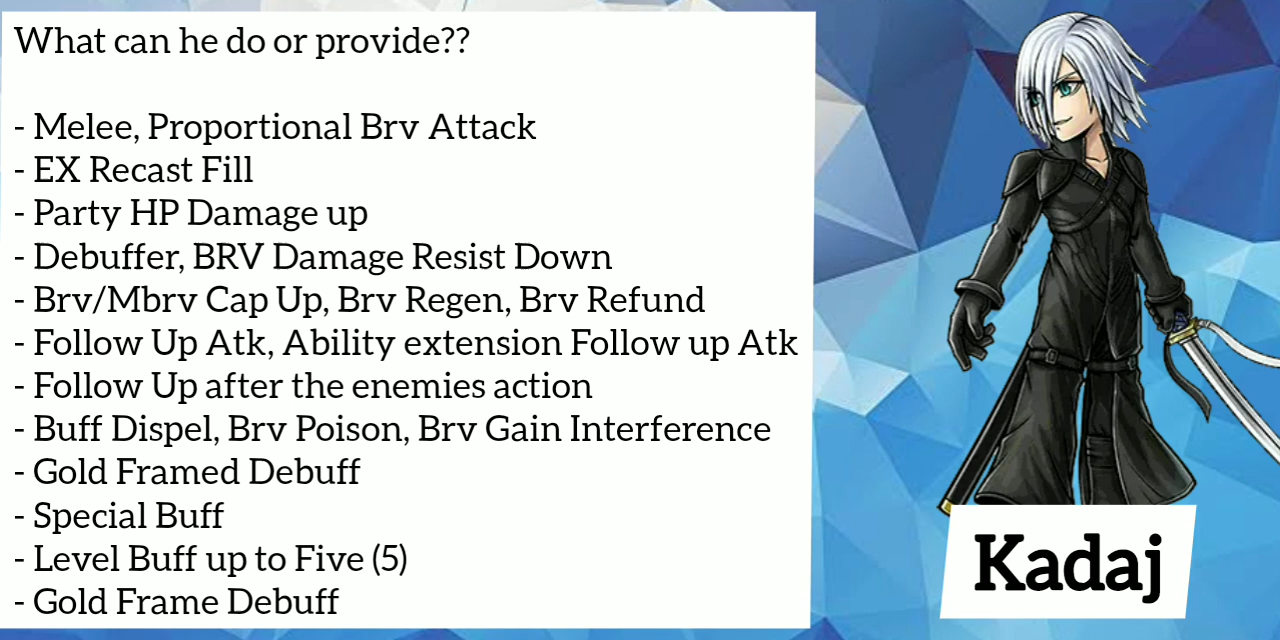 What can he do or provide??
- Melee, Proportional Brv Attack
- EX Recast Fill
- Party HP Damage up
- Debuffer, BRV Damage Resist Down
- Brv/Mbrv Cap Up, Brv Regen, Brv Refund
- Follow Up Atk, Ability extension Follow up Atk
- Follow Up after the enemies action
- Buff Dispel, Brv Poison, Brv Gain Interference
- Gold Framed Debuff
- Special Buff
- Level Buff up to Five (5)
- Gold Frame Debuff
Kadaj